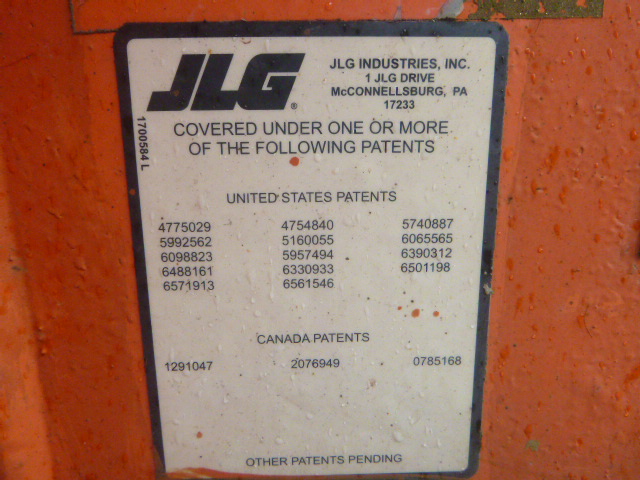 JLG®
JLG INDUSTRIES, INC.
1 JLG DRIVE
McCONNELLSBURG, PA
17233
1700584 L
COVERED UNDER ONE OR MORE
OF THE FOLLOWING PATENTS
UNITED STATES PATENTS
4775029 4754840 5740887
5992562 5160055 6065565
6098823 5957494 6390312
6488161 6330933 6501198
6571913 6561546
CANADA PATENTS
1291047 2076949 0785168
OTHER PATENTS PENDING